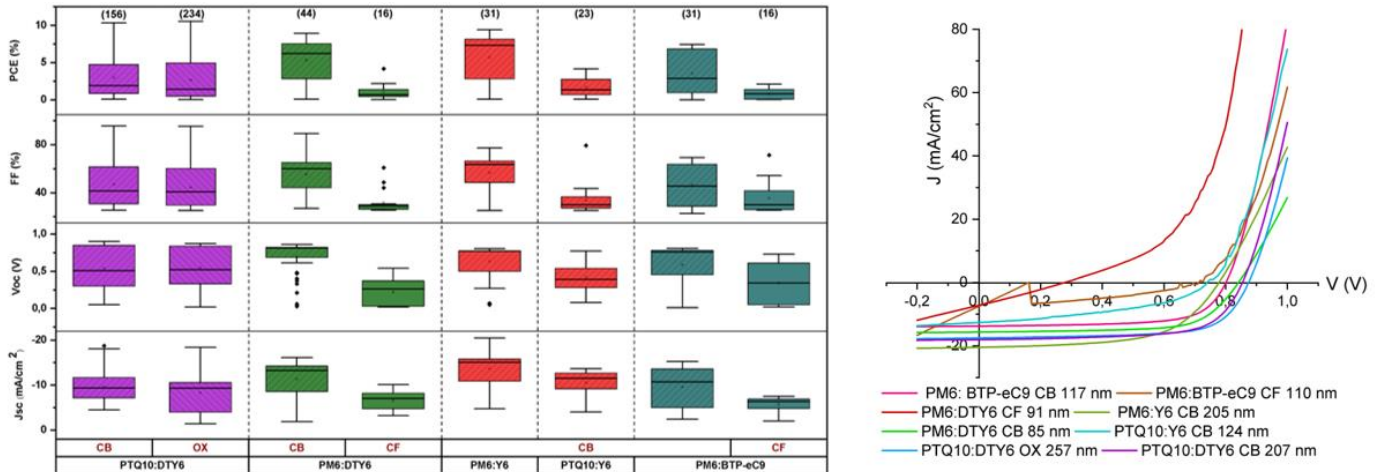 (156) (234) (44) (16) (31) (23) (31) (16)
10
5
0
PCE (%)
80
40
FF (%)
1,0
0,5
0,0
Voc (V)
-20
-10
0
Jsc (mA/cm²)
CB OX CB CF CB CF
PTQ10:DTY6 PM6:DTY6 PM6:Y6 PTQ10:Y6 PM6:BTP-eC9
80
60
40
20
0
-20
J (mA/cm²)
-0,2 0,0 0,2 0,4 0,6 0,8 1,0 V (V)
PM6: BTP-eC9 CB 117 nm PM6:BTP-eC9 CF 110 nm
PM6:DTY6 CF 91 nm PM6:Y6 CB 205 nm
PM6:DTY6 CB 85 nm PTQ10:Y6 CB 124 nm
PTQ10:DTY6 OX 257 nm PTQ10:DTY6 CB 207 nm